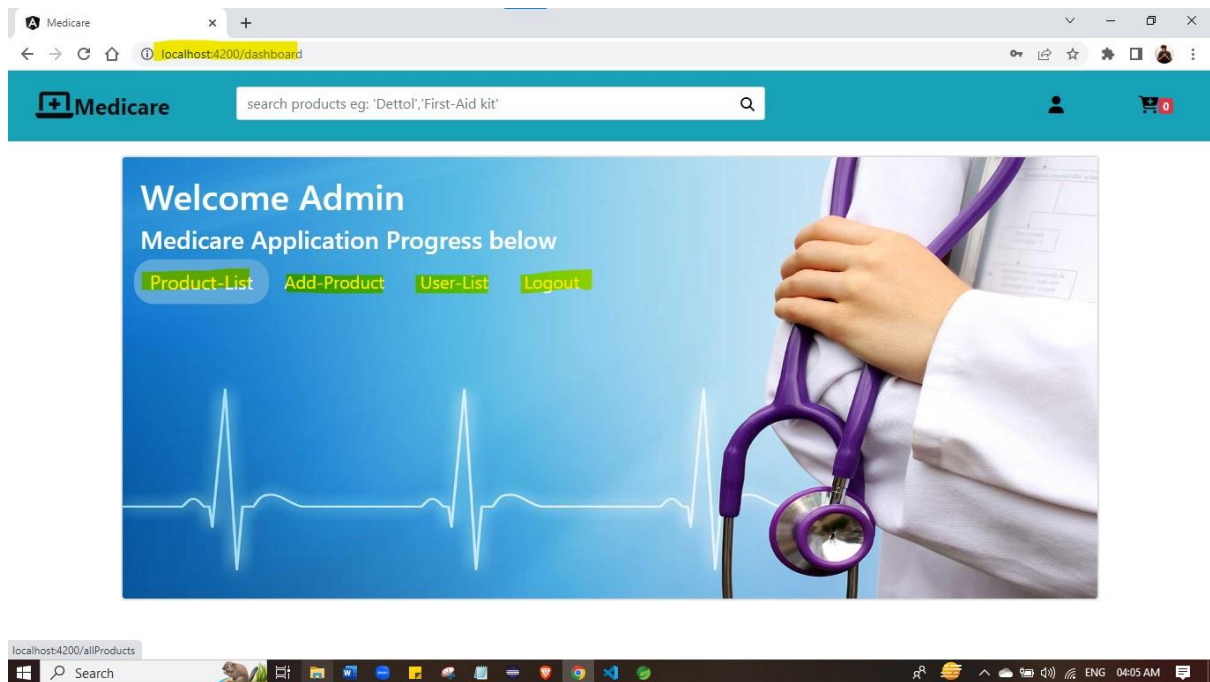 Medicare
localhost:4200/dashboard
Medicare
search products eg: 'Dettol','First-Aid kit'
0
Welcome Admin
Medicare Application Progress below
Product-List Add-Product User-List Logout
localhost:4200/allProducts
Search
ENG 04:05 AM